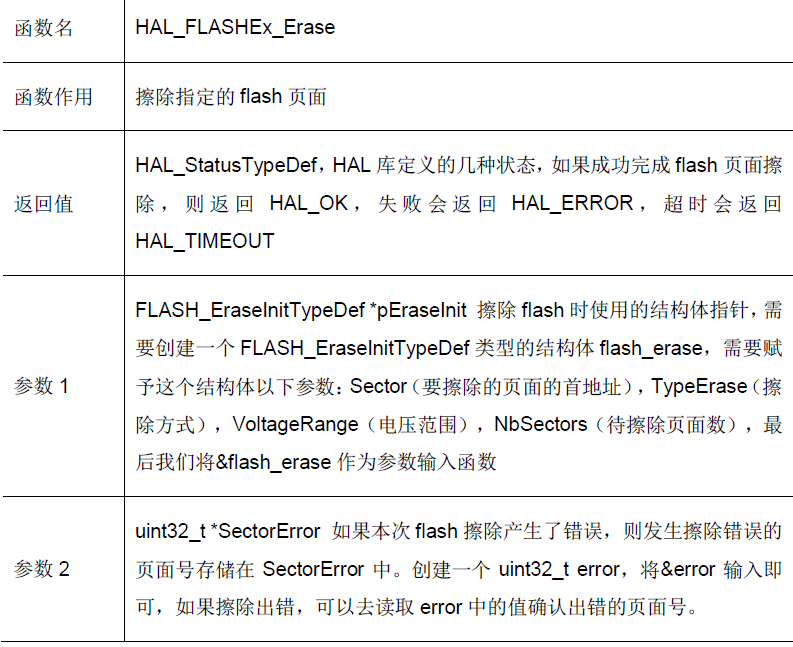 函数名 HAL_FLASHEx_Erase
函数作用 擦除指定的 flash 页面
HAL_StatusTypeDef，HAL 库定义的几种状态，如果成功完成 flash 页面擦
返回值 除，则返回 HAL_OK，失败会返回 HAL_ERROR，超时会返回
HAL_TIMEOUT
FLASH_EraseInitTypeDef *pEraseInit 擦除 flash 时使用的结构体指针，需
要创建一个 FLASH_EraseInitTypeDef 类型的结构体 flash_erase，需要赋
参数 1 予这个结构体以下参数：Sector（要擦除的页面的首地址），TypeErase（擦
除方式），VoltageRange（电压范围），NbSectors（待擦除页面数），最
后我们将&flash_erase 作为参数输入函数
uint32_t *SectorError 如果本次 flash 擦除产生了错误，则发生擦除错误的
参数 2 页面号存储在 SectorError 中。创建一个 uint32_t error，将&error 输入即
可，如果擦除出错，可以去读取 error 中的值确认出错的页面号。